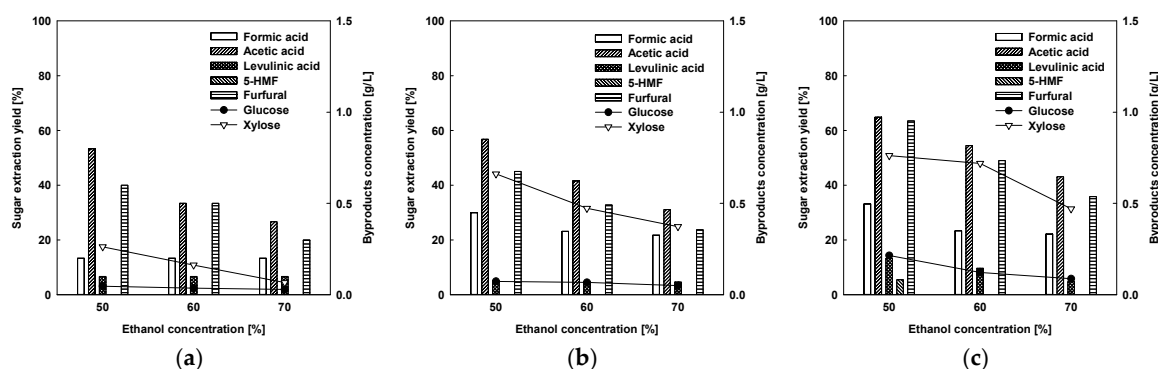 100
80
60
40
20
0
Sugar extraction yield [%]
1.5
1.0
0.5
0.0
Byproducts concentration [g/L]
Formic acid
Acetic acid
Levulinic acid
5-HMF
Furfural
Glucose
Xylose
50 60 70
Ethanol concentration [%]
(a)
100
80
60
40
20
0
Sugar extraction yield [%]
1.5
1.0
0.5
0.0
Byproducts concentration [g/L]
Formic acid
Acetic acid
Levulinic acid
5-HMF
Furfural
Glucose
Xylose
50 60 70
Ethanol concentration [%]
(b)
100
80
60
40
20
0
Sugar extraction yield [%]
1.5
1.0
0.5
0.0
Byproducts concentration [g/L]
Formic acid
Acetic acid
Levulinic acid
5-HMF
Furfural
Glucose
Xylose
50 60 70
Ethanol concentration [%]
(c)